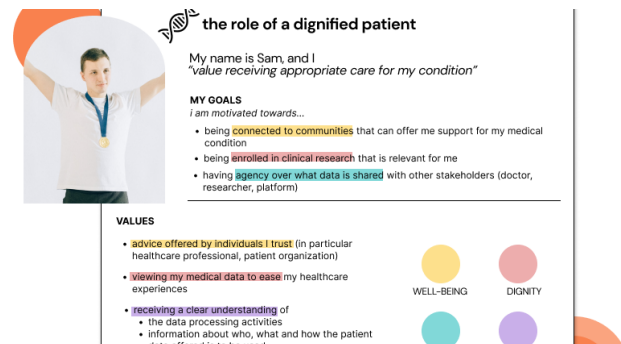 the role of a dignified patient
My name is Sam, and I
“value receiving appropriate care for my condition”
MY GOALS
i am motivated towards...
• being connected to communities that can offer me support for my medical
condition
• being enrolled in clinical research that is relevant for me
• having agency over what data is shared with other stakeholders (doctor,
researcher, platform)
VALUES
• advice offered by individuals I trust (in particular
healthcare professional, patient organization)
• viewing my medical data to ease my healthcare
experiences
• receiving a clear understanding of
• the data processing activities
• information about who, what and how the patient
WELL-BEING
DIGNITY